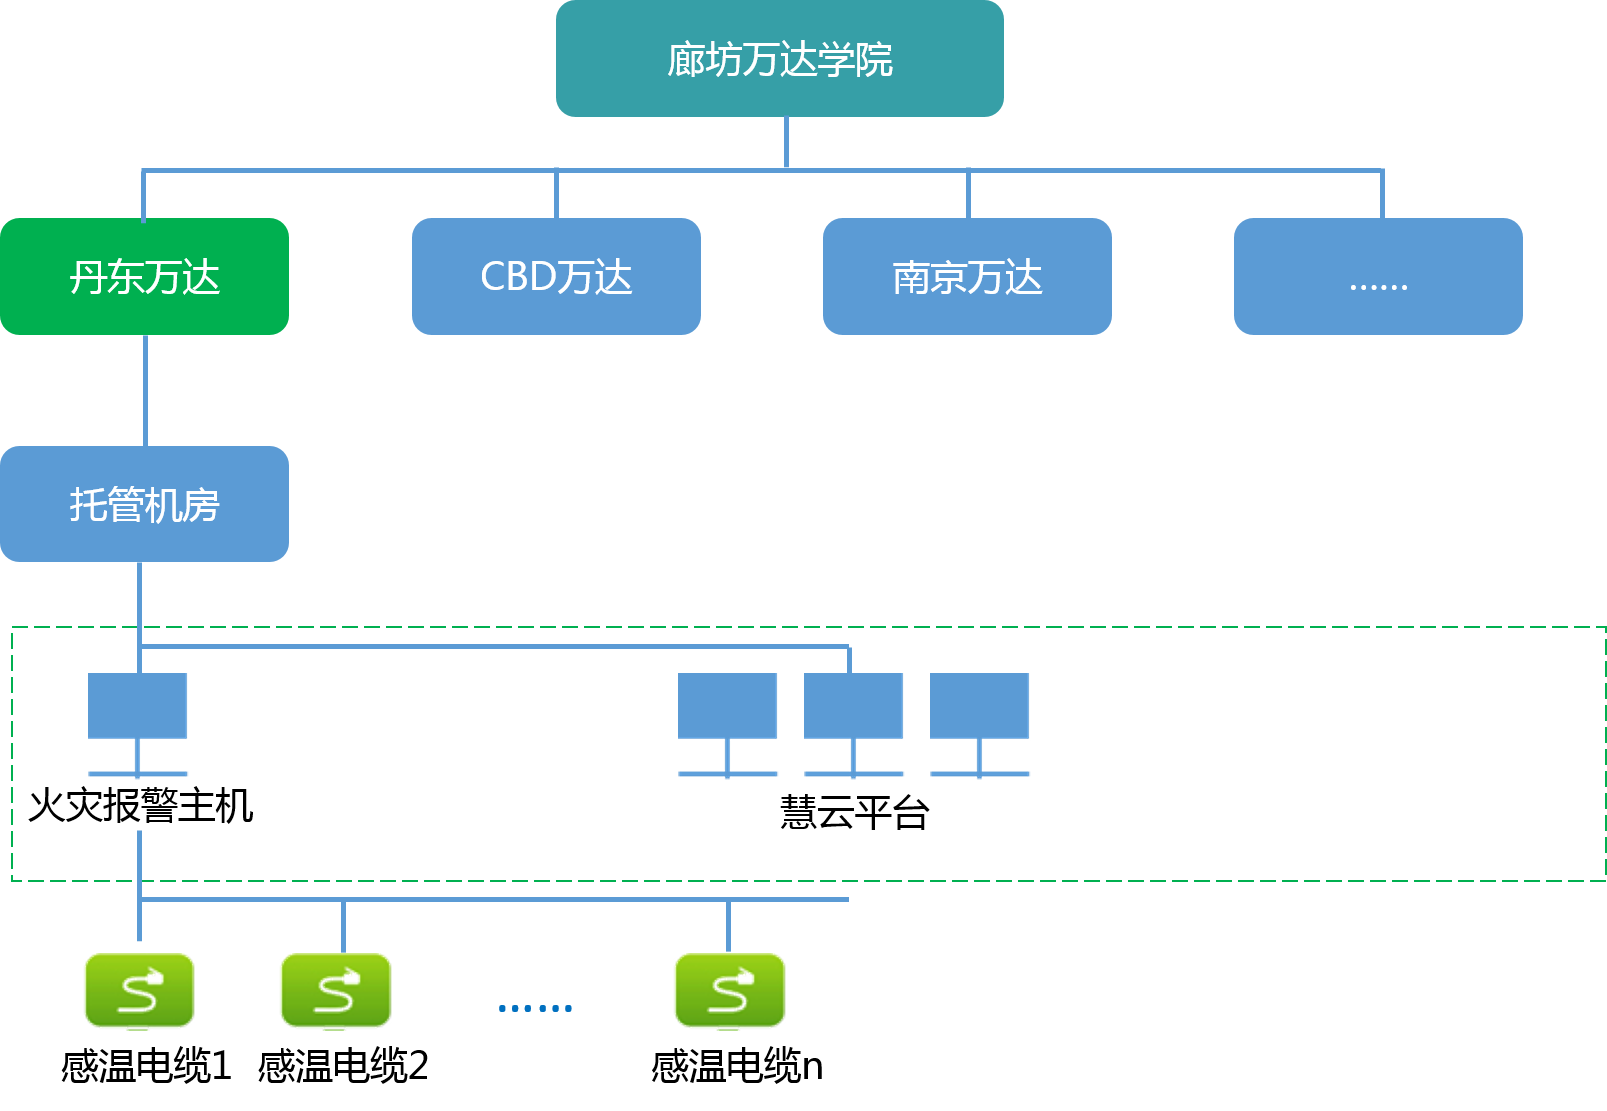 廊坊万达学院
丹东万达
CBD万达
南京万达
......
托管机房
火灾报警主机
慧云平台
......
感温电缆1
感温电缆2
感温电缆n